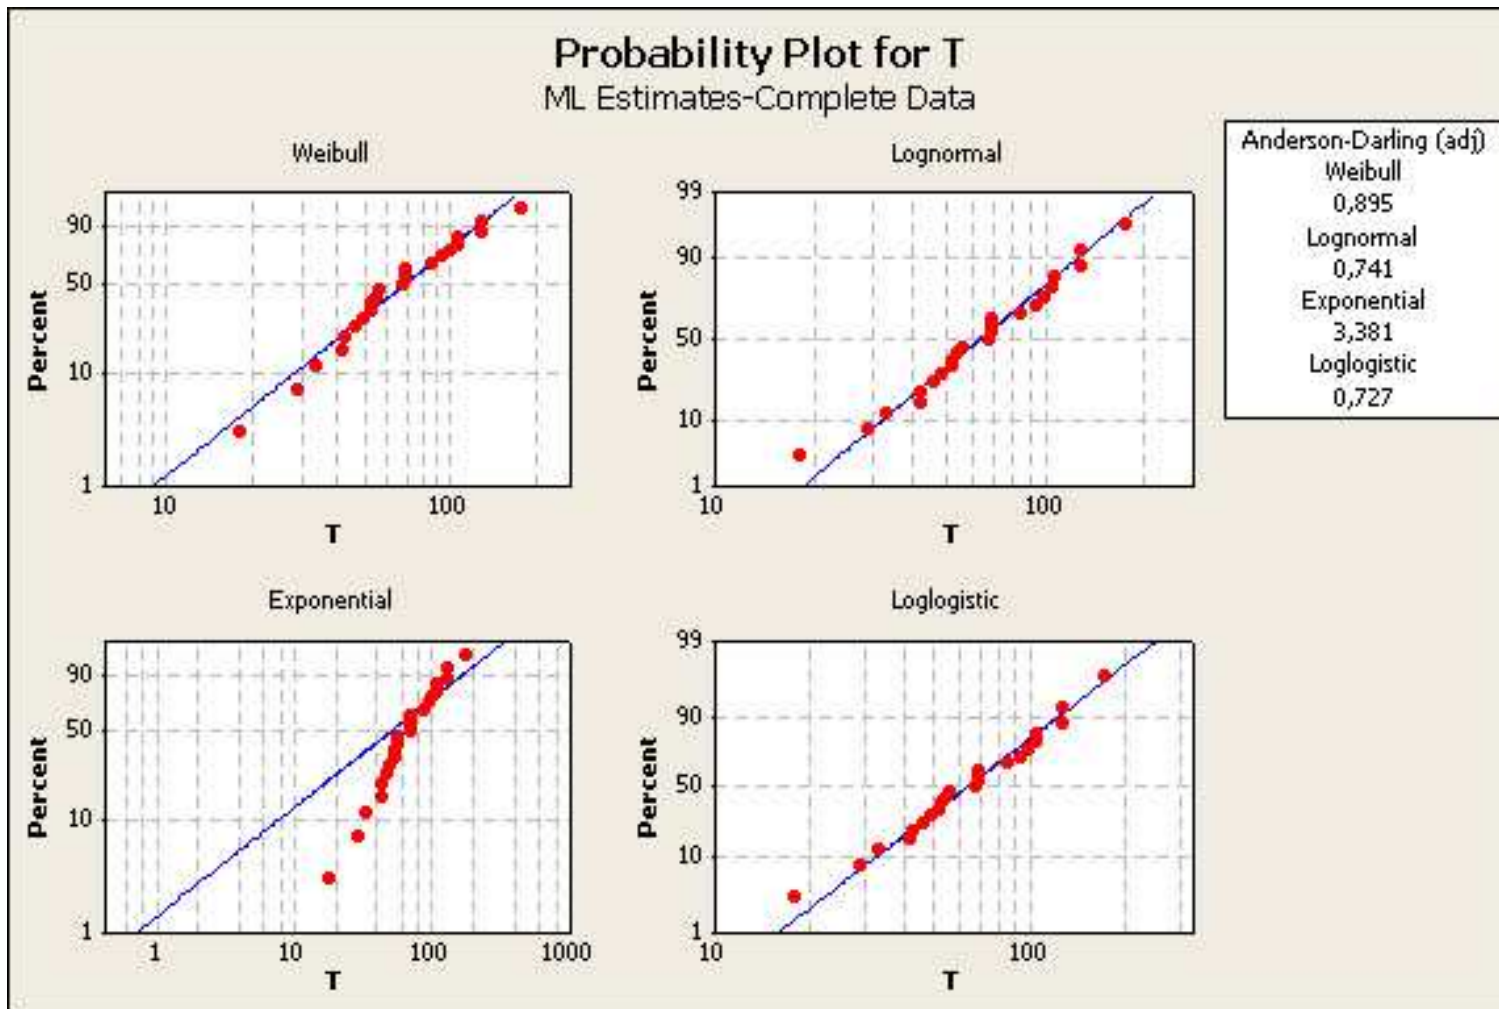 Probability Plot for T
ML Estimates-Complete Data
Weibull
Percent
90
50
10
1
10
100
T
Lognormal
Percent
99
90
50
10
1
10
100
T
Anderson-Darling (adj)
Weibull
0,895
Lognormal
0,741
Exponential
3,381
Loglogistic
0,727
Exponential
Percent
90
50
10
1
1
10
100
1000
T
Loglogistic
Percent
99
90
50
10
1
10
100
T